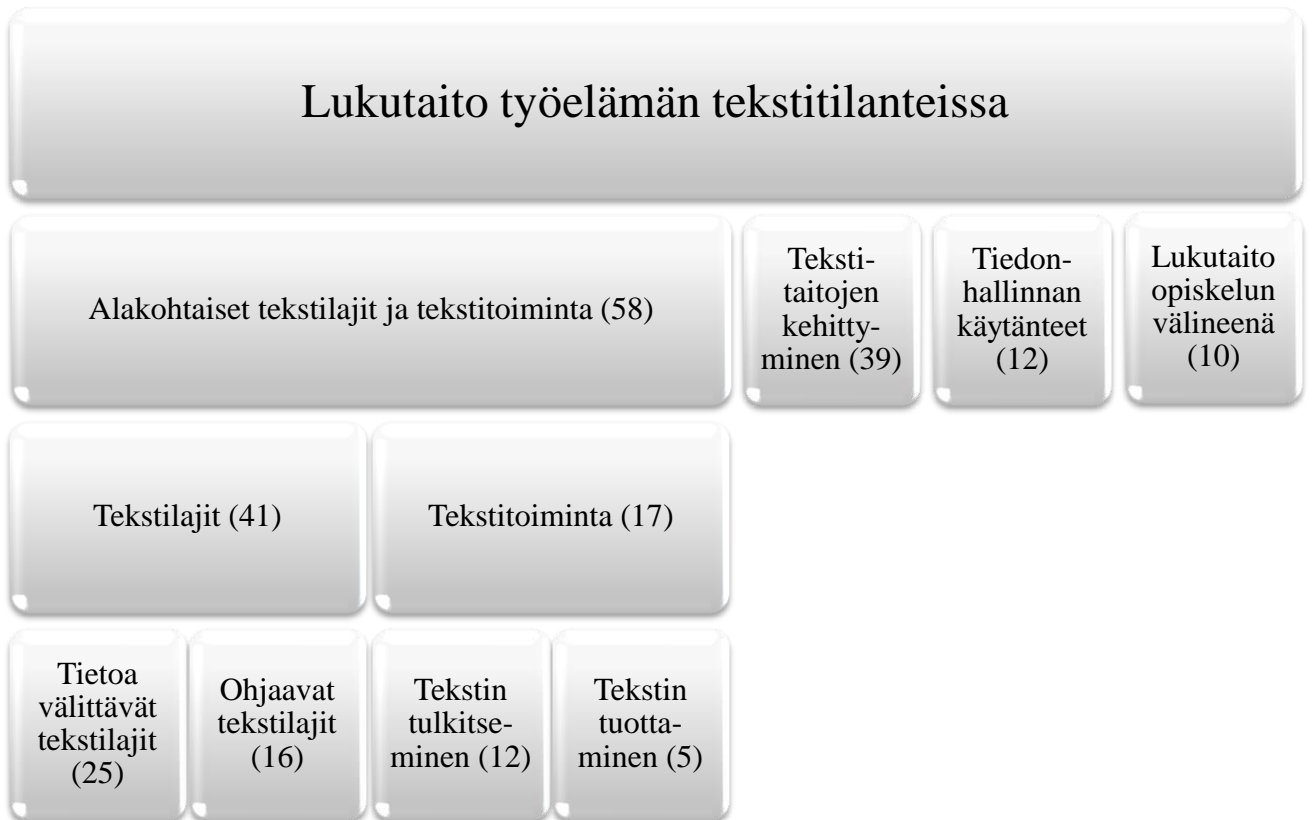 Lukutaito työelämän tekstitilanteissa
Alakohtaiset tekstilajit ja tekstitoiminta (58)
Teksti-
taitojen
kehitty-
minen (39)
Tiedon-
hallinnan
käytänteet
(12)
Lukutaito
opiskelun
välineenä
(10)
Tekstilajit (41)
Tekstitoiminta (17)
Tietoa
välittävät
tekstilajit
(25)
Ohjaavat
tekstilajit
(16)
Tekstin
tulkitse-
minen (12)
Tekstin
tuotta-
minen (5)